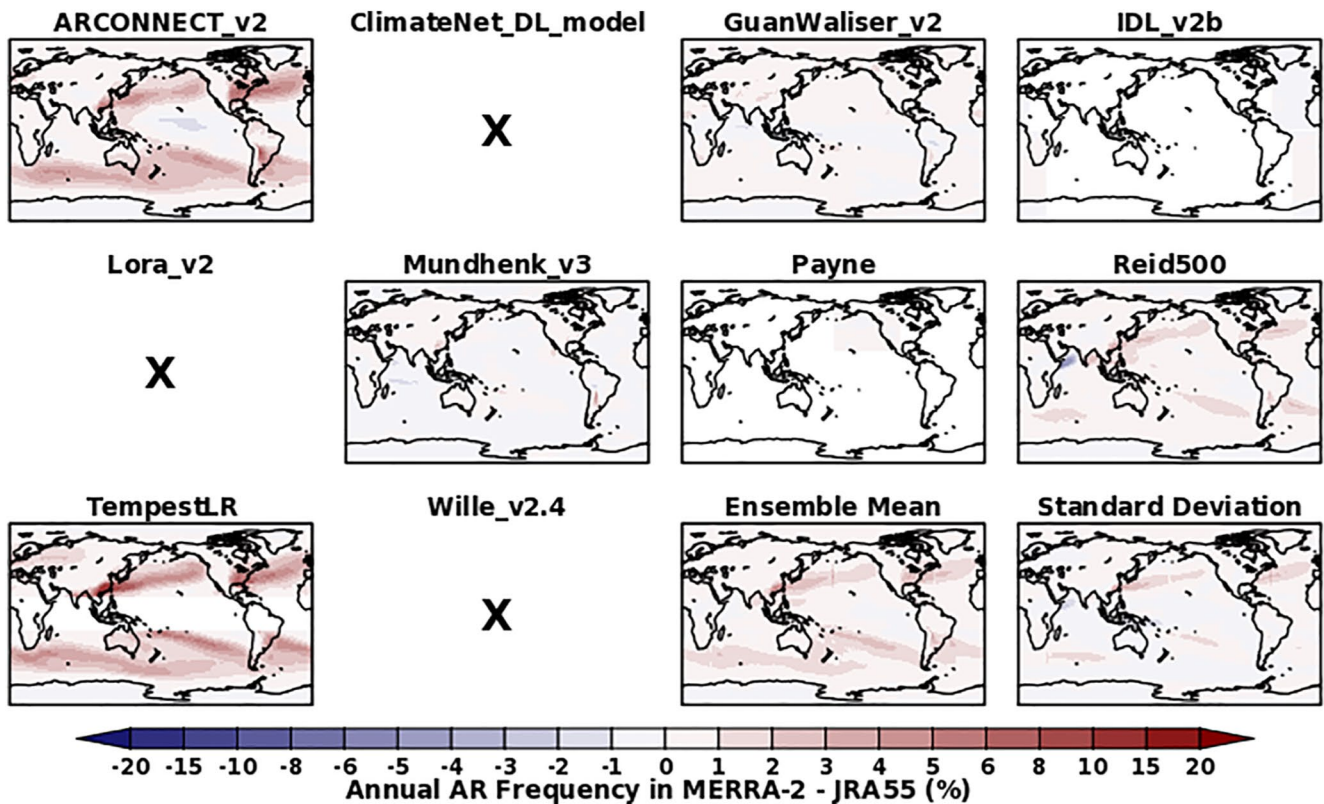 ARCONNECT_v2 ClimateNet_DL_model GuanWaliser_v2 IDL_v2b
X
Lora_v2 Mundhenk_v3 Payne Reid500
X
TempestLR Wille_v2.4 Ensemble Mean Standard Deviation
X
-20 -15 -10 -8 -6 -5 -4 -3 -2 -1 0 1 2 3 4 5 6 8 10 15 20
Annual AR Frequency in MERRA-2 - JRA55 (%)